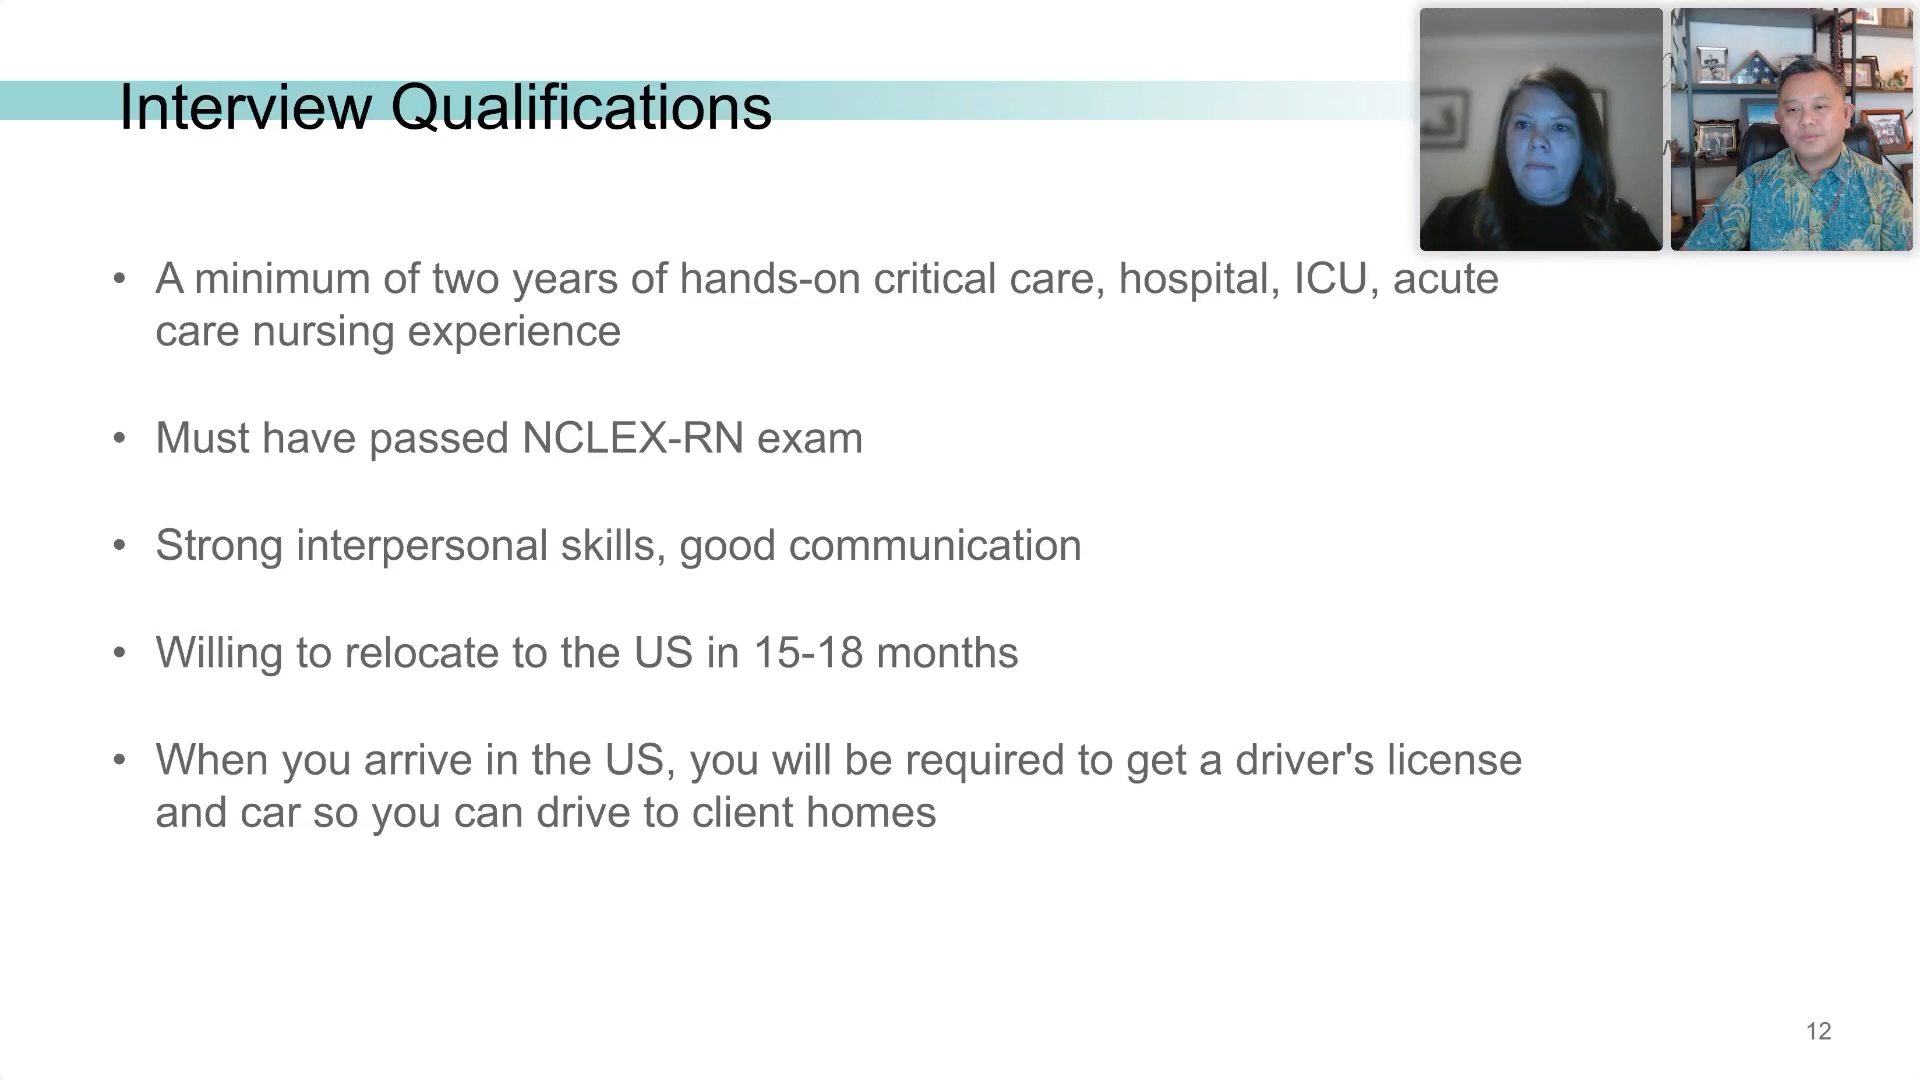 Interview Qualifications
• A minimum of two years of hands-on critical care, hospital, ICU, acute
care nursing experience
• Must have passed NCLEX-RN exam
• Strong interpersonal skills, good communication
• Willing to relocate to the US in 15-18 months
• When you arrive in the US, you will be required to get a driver's license
and car so you can drive to client homes
12